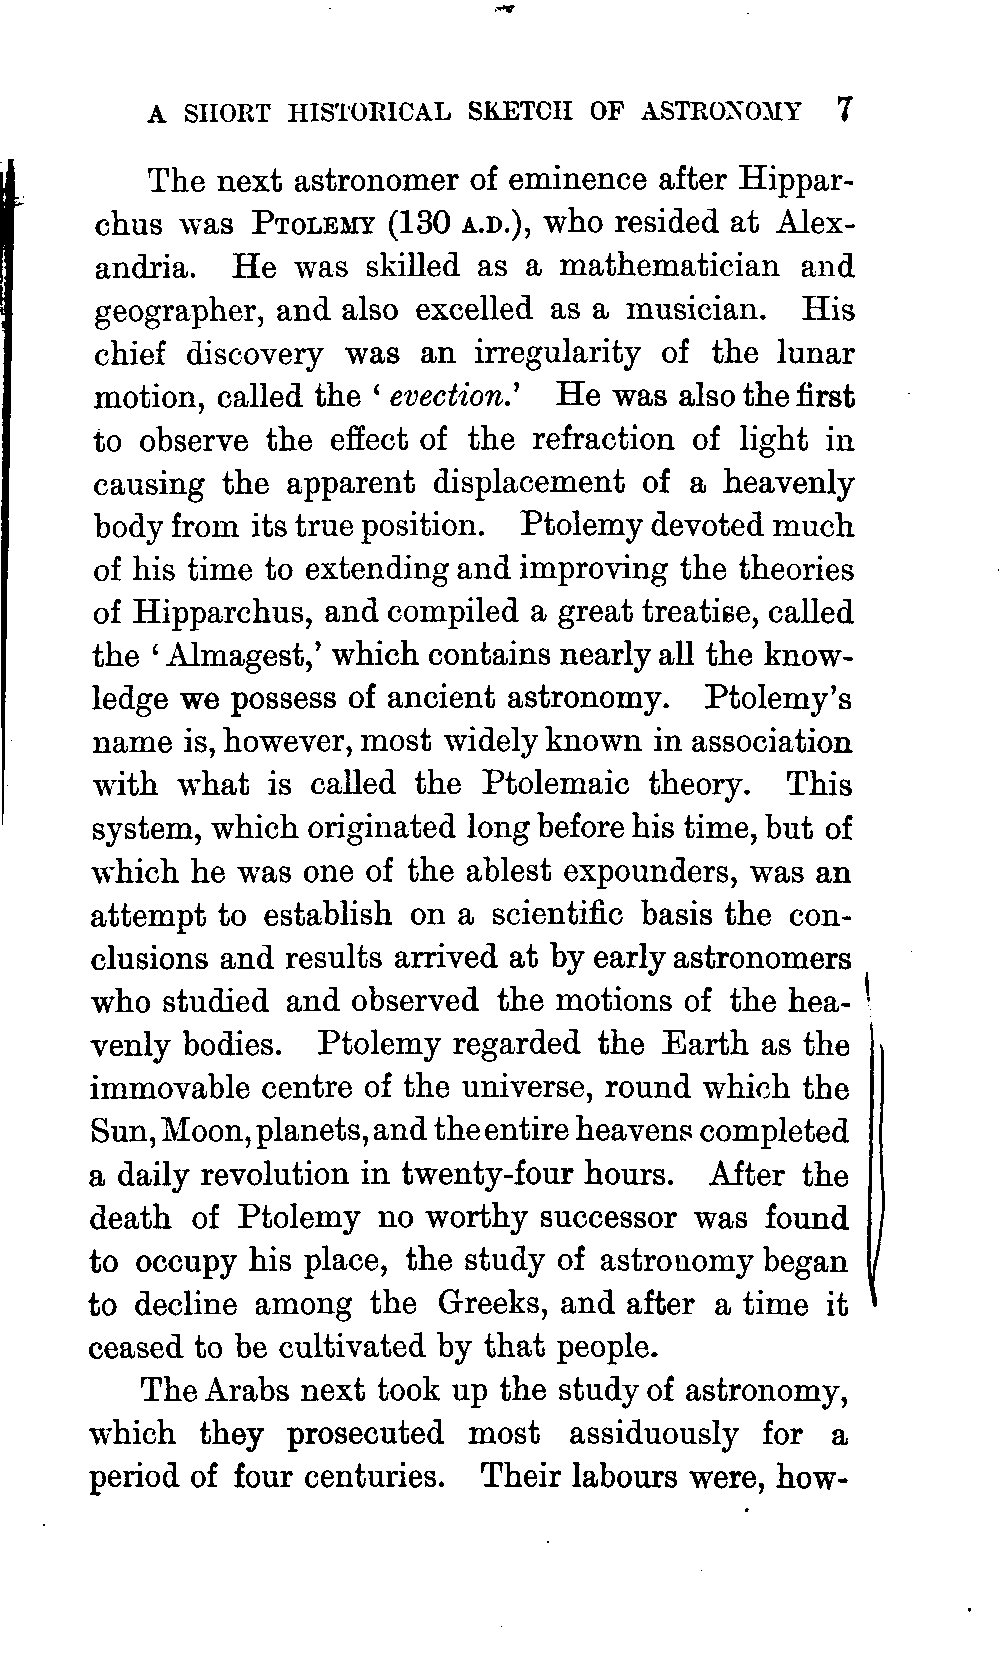 A SHORT HISTORICAL SKETCH OF ASTRONOMY 7
The next astronomer of eminence after Hippar-
chus was PTOLEMY (130 A.D.), who resided at Alex-
andria. He was skilled as a mathematician and
geographer, and also excelled as a musician. His
chief discovery was an irregularity of the lunar
motion, called the ‘ evection.’ He was also the first
to observe the effect of the refraction of light in
causing the apparent displacement of a heavenly
body from its true position. Ptolemy devoted much
of his time to extending and improving the theories
of Hipparchus, and compiled a great treatise, called
the ‘ Almagest,’ which contains nearly all the know-
ledge we possess of ancient astronomy. Ptolemy’s
name is, however, most widely known in association
with what is called the Ptolemaic theory. This
system, which originated long before his time, but of
which he was one of the ablest expounders, was an
attempt to establish on a scientific basis the con-
clusions and results arrived at by early astronomers
who studied and observed the motions of the hea-
venly bodies. Ptolemy regarded the Earth as the
immovable centre of the universe, round which the
Sun, Moon, planets, and the entire heavens completed
a daily revolution in twenty-four hours. After the
death of Ptolemy no worthy successor was found
to occupy his place, the study of astronomy began
to decline among the Greeks, and after a time it
ceased to be cultivated by that people.
The Arabs next took up the study of astronomy,
which they prosecuted most assiduously for a
period of four centuries. Their labours were, how-